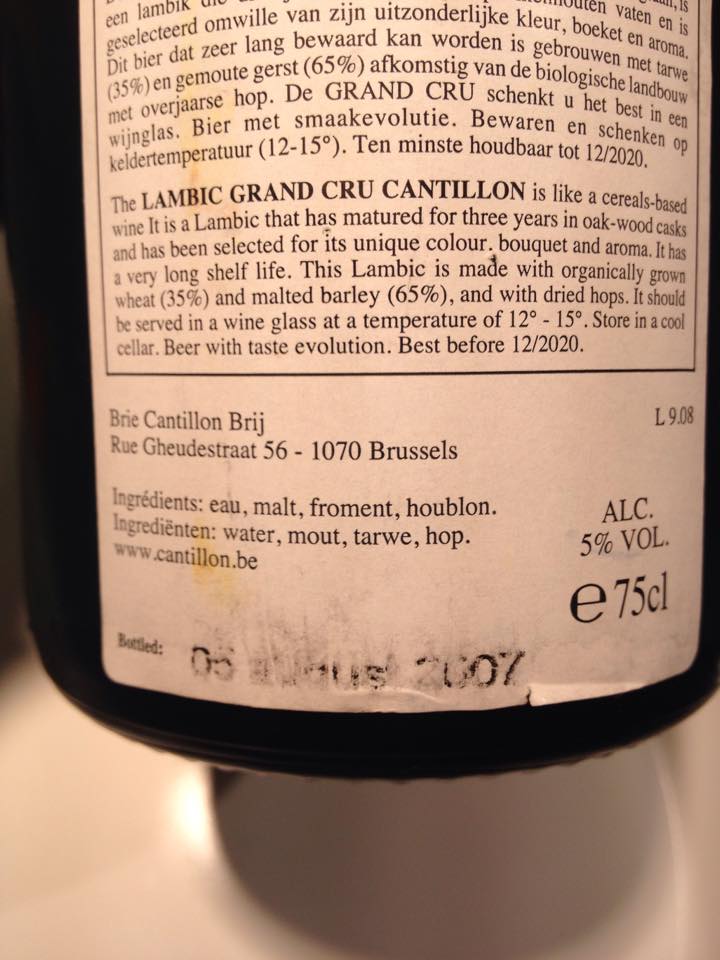 een lambik die
houten vaten en is
geselecteerd omwille van zijn uitzonderlijke kleur, boeket en aroma.
Dit bier dat zeer lang bewaard kan worden is gebrouwen met tarwe
(35%) en gemoute gerst (65%) afkomstig van de biologische landbouw
met overjaarse hop. De GRAND CRU schenkt u het best in een
wijnglas. Bier met smaakevolutie. Bewaren en schenken op
keldertemperatuur (12-15°). Ten minste houdbaar tot 12/2020.
The LAMBIC GRAND CRU CANTILLON is like a cereals-based
wine It is a Lambic that has matured for three years in oak-wood casks
and has been selected for its unique colour. bouquet and aroma. It has
a very long shelf life. This Lambic is made with organically grown
wheat (35%) and malted barley (65%), and with dried hops. It should
be served in a wine glass at a temperature of 12° - 15°. Store in a cool
cellar. Beer with taste evolution. Best before 12/2020.
Brie Cantillon Brij
L 9.08
Rue Gheudestraat 56 - 1070 Brussels
Ingrédients: eau, malt, froment, houblon.
Ingrediënten: water, mout, tarwe, hop.
www.cantillon.be
ALC.
5% VOL.
e 75cl
Bottled: 05 august 2007